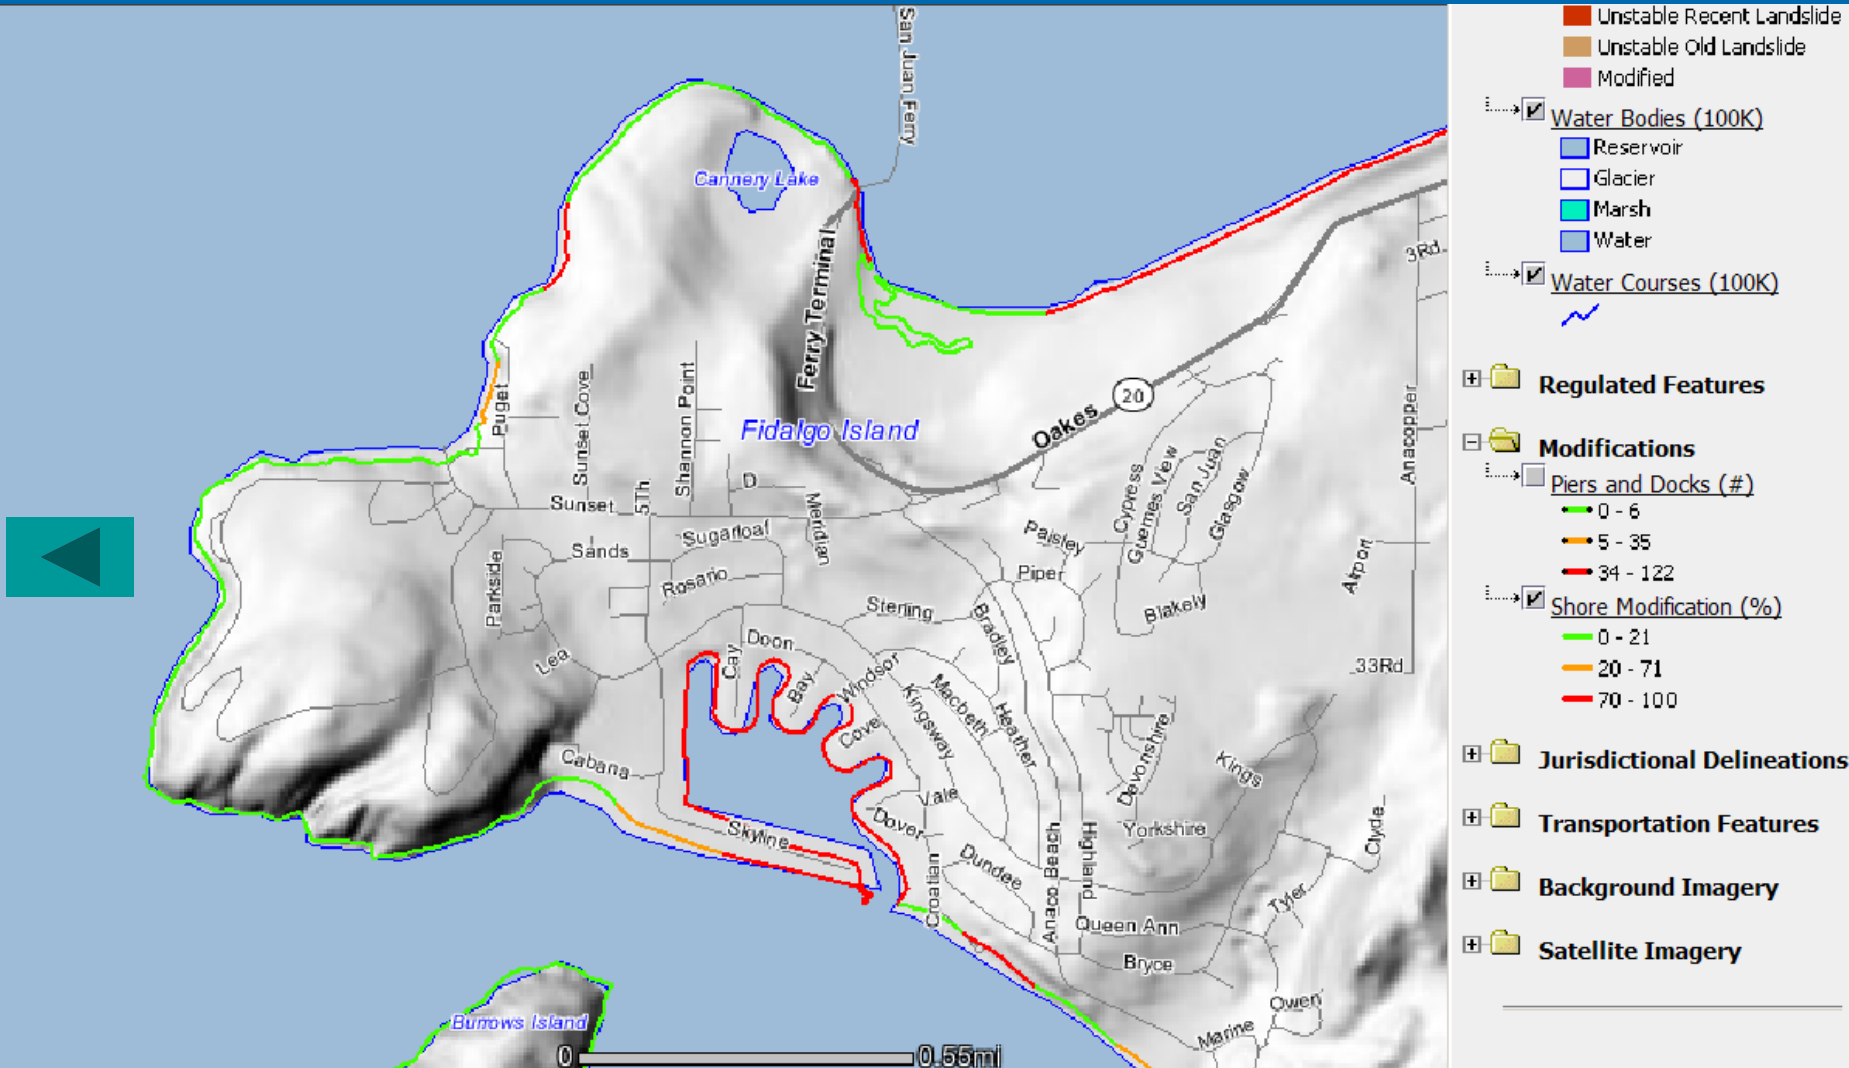 San Juan Ferry
Cannery Lake
Ferry Terminal
3Rd
20
Oakes
Fidalgo Island
Puget
Sunset Cove
Shannon Point
Anacopper
D
5Th
Sunset
Meridian
Sugarloaf
Sands
Rosario
Parkside
Paisley
Piper
Cypress
Guemes View
San Juan
Glasgow
Blakely
Airport
Sterling
Bradley
33Rd
Lea
Doon
Cay
Bay
Windsor
Cove
Kingsway
Macbeth
Heather
Devonshire
Kings
Cabana
Skyline
Vale
Dover
Dundee
Croatian
Anaco Beach
Highland
Yorkshire
Clyde
Tyler
Queen Ann
Bryce
Owen
Marine
Burrows Island
0
0.55mi
Unstable Recent Landslide
Unstable Old Landslide
Modified
Water Bodies (100K)
Reservoir
Glacier
Marsh
Water
Water Courses (100K)
Regulated Features
Modifications
Piers and Docks (#)
0 - 6
5 - 35
34 - 122
Shore Modification (%)
0 - 21
20 - 71
70 - 100
Jurisdictional Delineations
Transportation Features
Background Imagery
Satellite Imagery